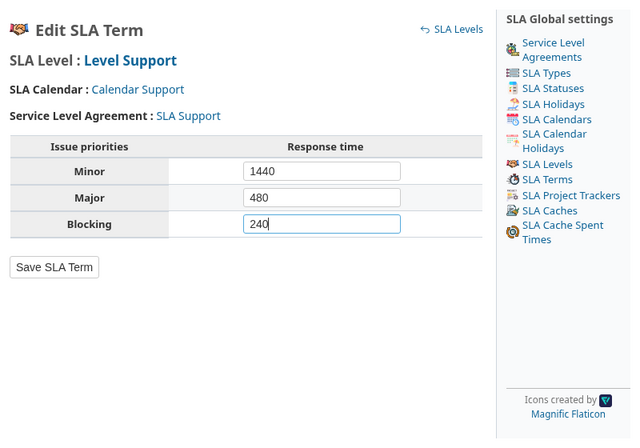 Edit SLA Term
SLA Levels
SLA Level : Level Support
SLA Calendar : Calendar Support
Service Level Agreement : SLA Support
Issue priorities Response time
Minor 1440
Major 480
Blocking 240
Save SLA Term
SLA Global settings
Service Level
Agreements
SLA Types
SLA Statuses
SLA Holidays
SLA Calendars
SLA Calendar
Holidays
SLA Levels
SLA Terms
SLA Project Trackers
SLA Caches
SLA Cache Spent
Times
Icons created by
Magnific Flaticon